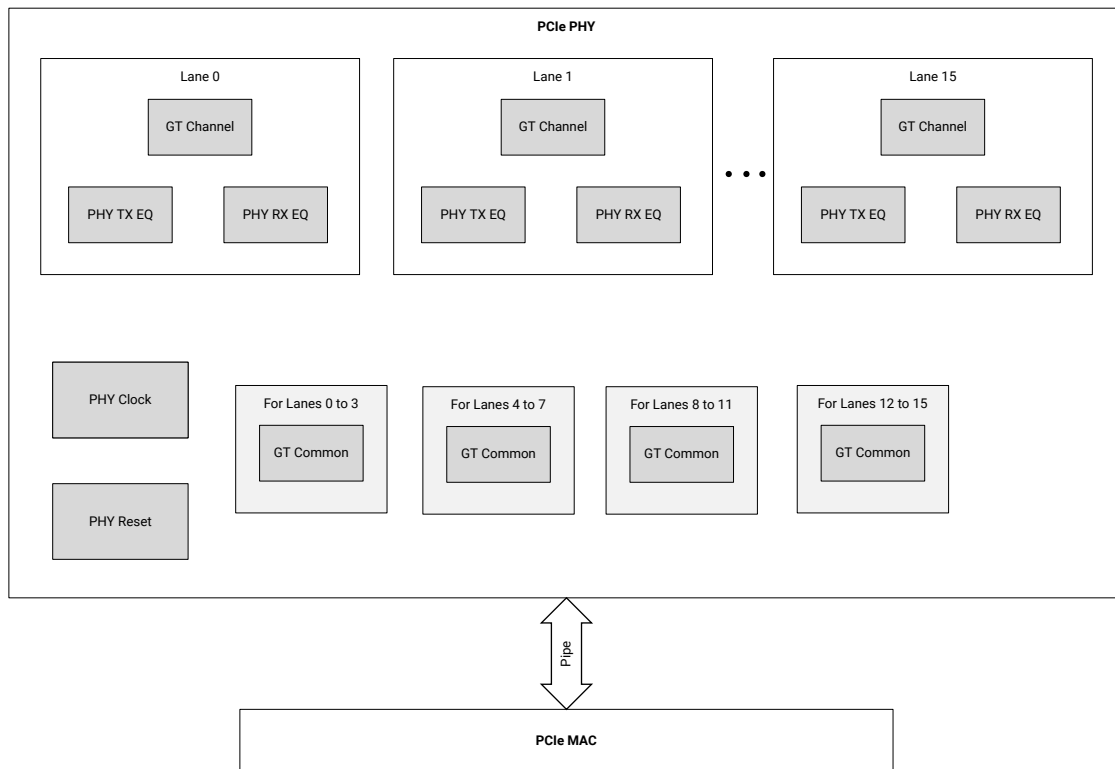 PCIe PHY
Lane 0
GT Channel
PHY TX EQ
PHY RX EQ
Lane 1
GT Channel
PHY TX EQ
PHY RX EQ
Lane 15
GT Channel
PHY TX EQ
PHY RX EQ
PHY Clock
PHY Reset
For Lanes 0 to 3
GT Common
For Lanes 4 to 7
GT Common
For Lanes 8 to 11
GT Common
For Lanes 12 to 15
GT Common
Pipe
PCIe MAC